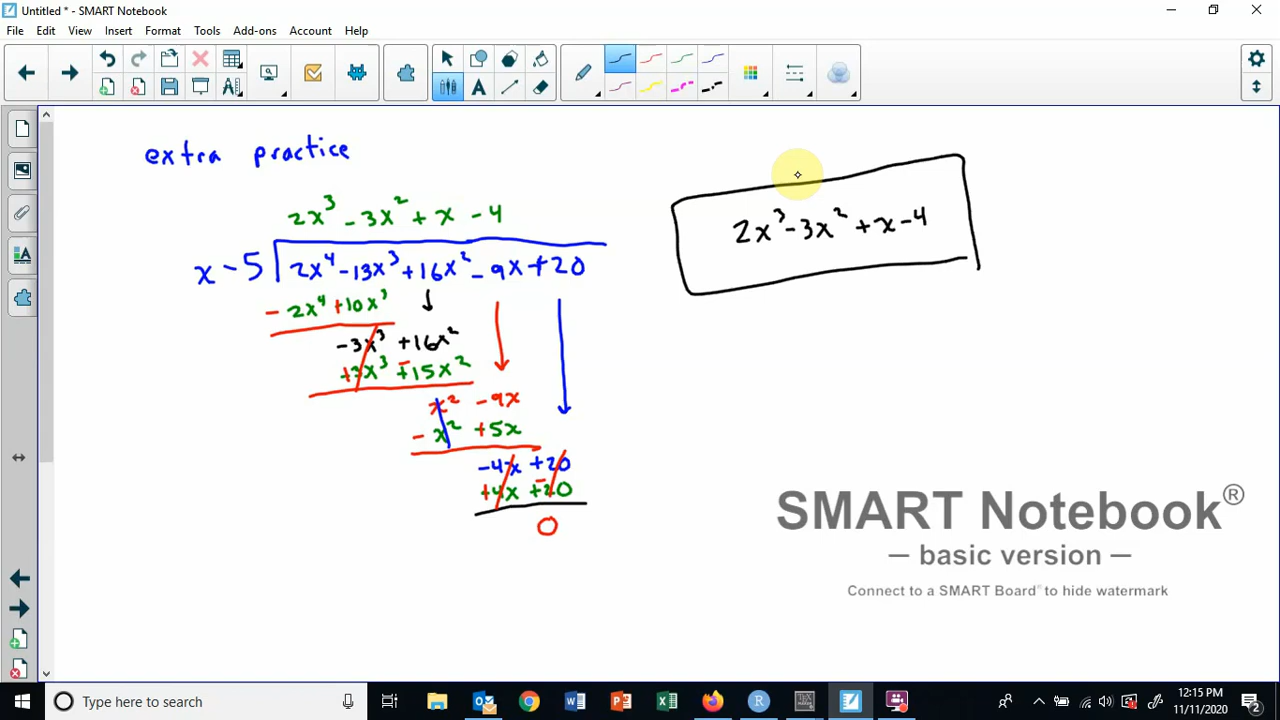 Untitled * - SMART Notebook
File Edit View Insert Format Tools Add-ons Account Help
extra practice
2x³ - 3x² + x - 4
x - 5 2x⁴ - 13x³ + 16x² - 9x + 20
- 2x⁴ + 10x³
-3x³ + 16x²
+3x³ + 15x²
x² - 9x
- x² + 5x
-4x + 20
+4x + 20
0
2x³ - 3x² + x - 4
SMART Notebook®
— basic version —
Connect to a SMART Board® to hide watermark
Type here to search
12:15 PM
11/11/2020
2